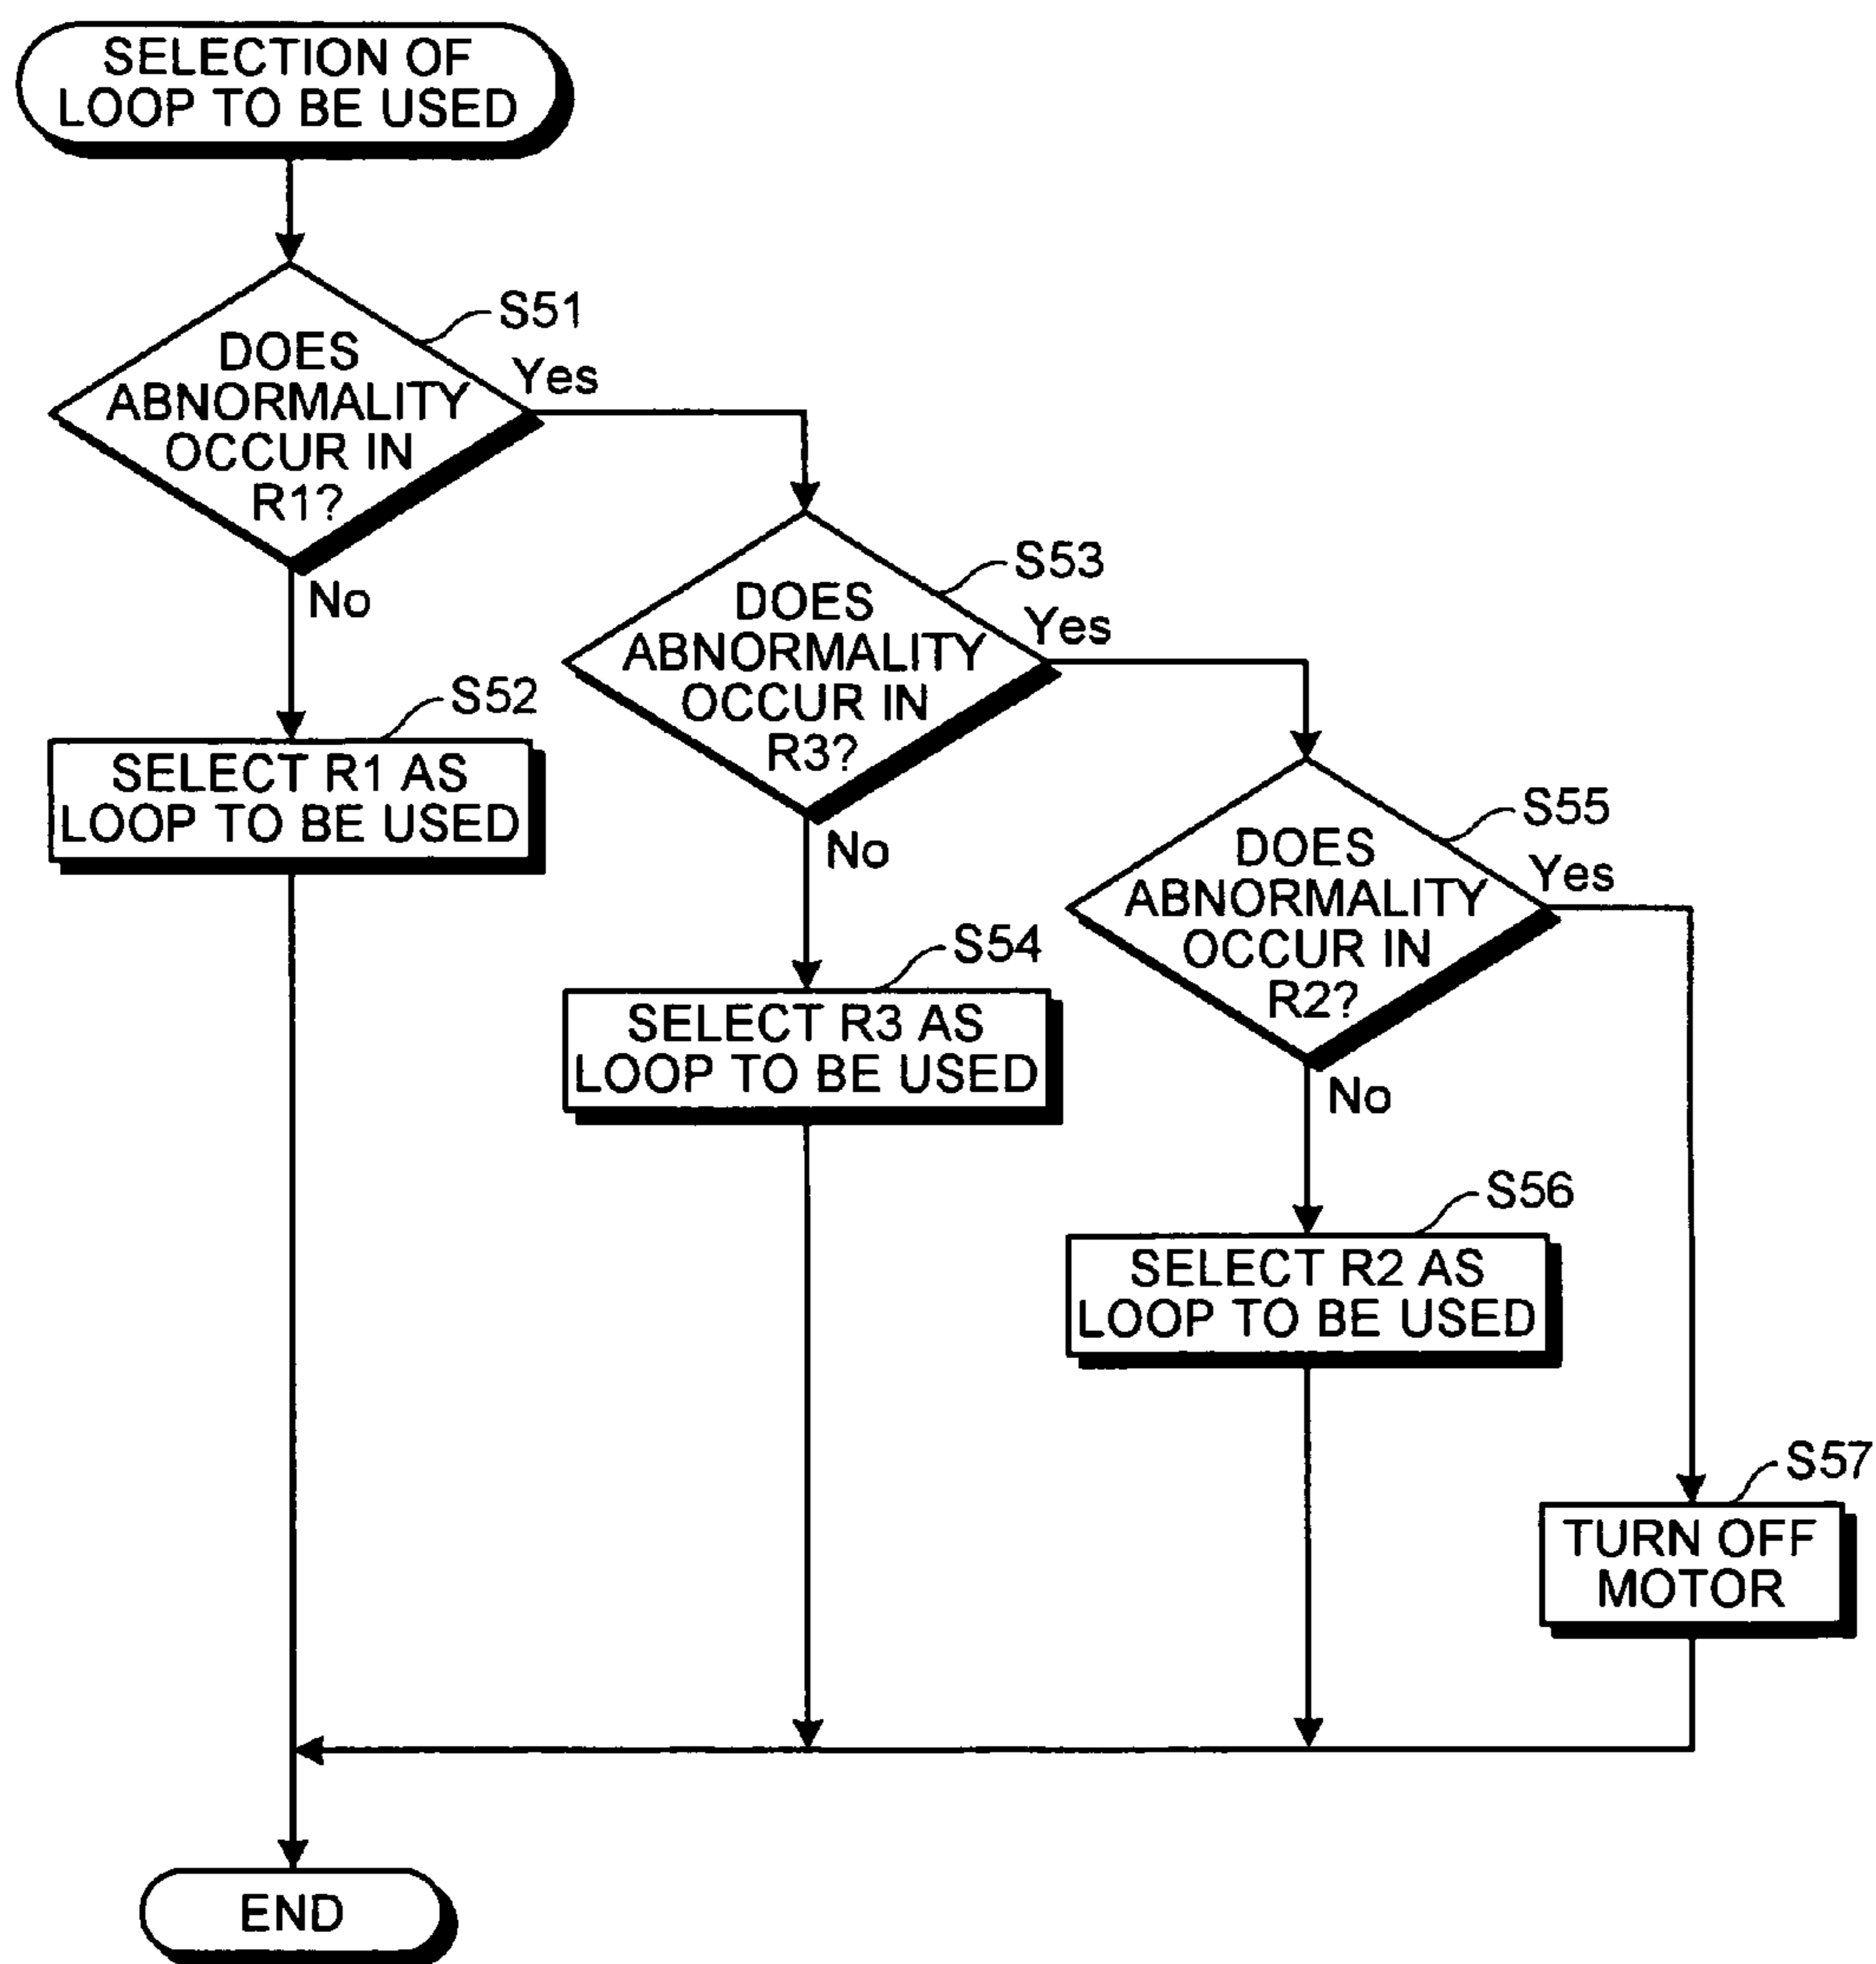 SELECTION OF
LOOP TO BE USED
S51
DOES
ABNORMALITY
OCCUR IN
R1?
Yes
No
S52
SELECT R1 AS
LOOP TO BE USED
S53
DOES
ABNORMALITY
OCCUR IN
R3?
Yes
No
S54
SELECT R3 AS
LOOP TO BE USED
S55
DOES
ABNORMALITY
OCCUR IN
R2?
Yes
No
S56
SELECT R2 AS
LOOP TO BE USED
S57
TURN OFF
MOTOR
END